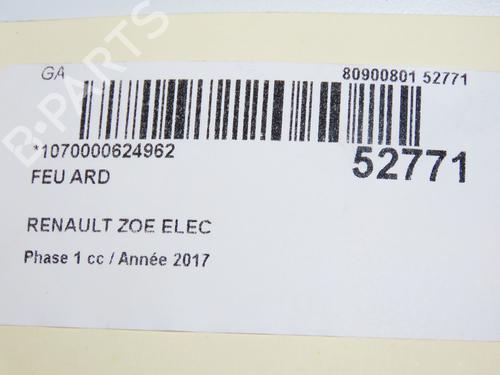 GA
80900801 52771
*1070000624962
52771
FEU ARD
RENAULT ZOE ELEC
Phase 1 cc / Année 2017
B-PARTS